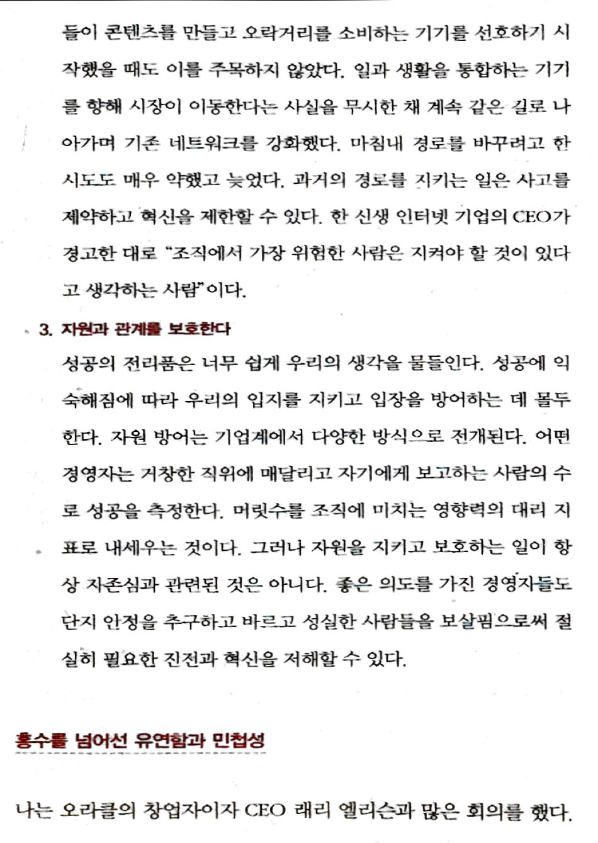 들이 콘텐츠를 만들고 오락거리를 소비하는 기기를 선호하기 시
작했을 때도 이를 주목하지 않았다. 일과 생활을 통합하는 기기
를 향해 시장이 이동한다는 사실을 무시한 채 계속 같은 길로 나
아가며 기존 네트워크를 강화했다. 마침내 경로를 바꾸려고 한
시도도 매우 약했고 늦었다. 과거의 경로를 지키는 일은 사고를
제약하고 혁신을 제한할 수 있다. 한 신생 인터넷 기업의 CEO가
경고한 대로 “조직에서 가장 위험한 사람은 지켜야 할 것이 있다
고 생각하는 사람”이다.
3. 자원과 관계를 보호한다
성공의 전리품은 너무 쉽게 우리의 생각을 물들인다. 성공에 익
숙해짐에 따라 우리의 입지를 지키고 입장을 방어하는 데 몰두
한다. 자원 방어는 기업계에서 다양한 방식으로 전개된다. 어떤
경영자는 거창한 직위에 매달리고 자기에게 보고하는 사람의 수
로 성공을 측정한다. 머릿수를 조직에 미치는 영향력의 대리 지
표로 내세우는 것이다. 그러나 자원을 지키고 보호하는 일이 항
상 자존심과 관련된 것은 아니다. 좋은 의도를 가진 경영자들도
단지 안정을 추구하고 바르고 성실한 사람들을 보살핌으로써 절
실히 필요한 진전과 혁신을 저해할 수 있다.
홍수를 넘어선 유연함과 민첩성
나는 오라클의 창업자이자 CEO 래리 엘리슨과 많은 회의를 했다.